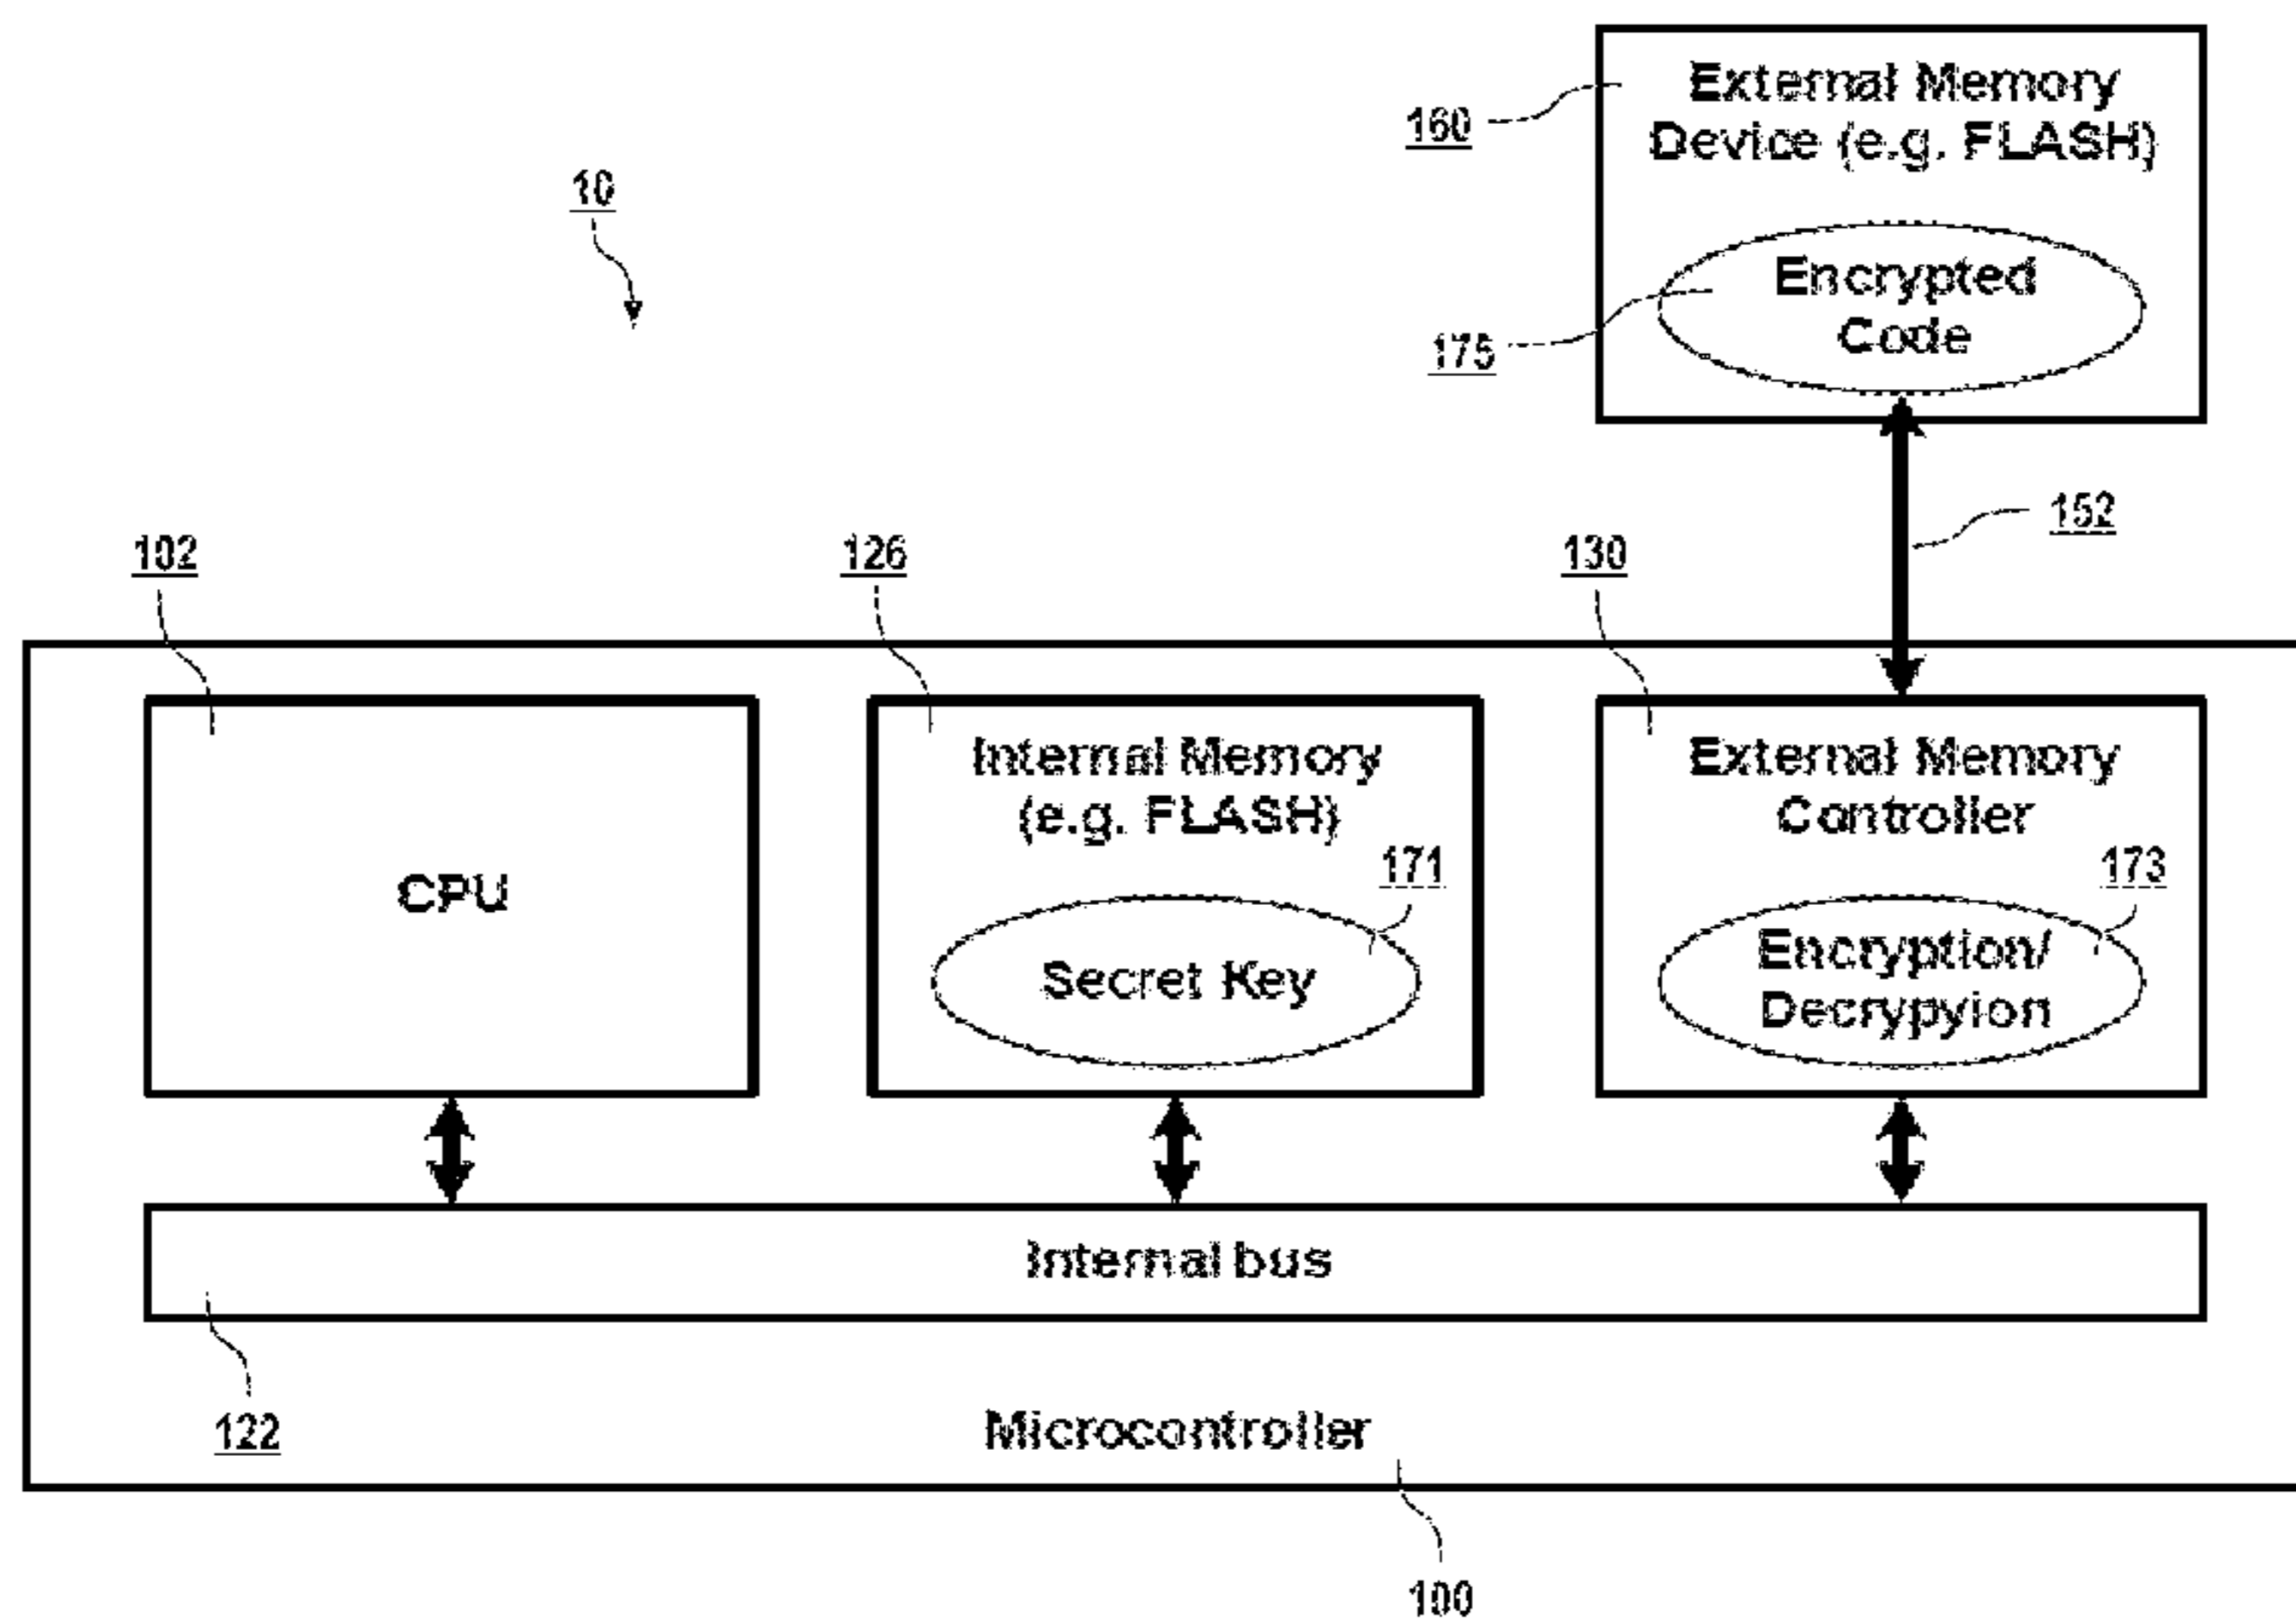 External Memory
Device (e.g. FLASH)
160
10
Encrypted
Code
175
152
102
126
130
Internal Memory
(e.g. FLASH)
External Memory
Controller
171
173
CPU
Secret Key
Encryption/
Decrypyion
Internal bus
122
Microcontroller
100